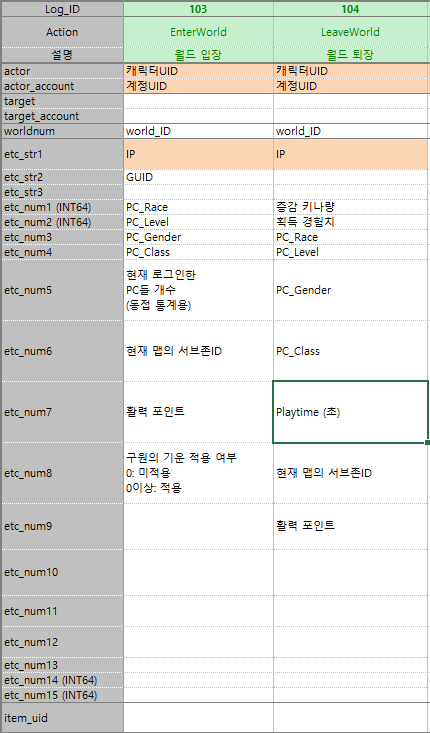 Log_ID 103 104
Action EnterWorld LeaveWorld
설명 월드 입장 월드 퇴장
actor 캐릭터UID 캐릭터UID
actor_account 계정UID 계정UID
target
target_account
worldnum world_ID world_ID
etc_str1 IP IP
etc_str2 GUID
etc_str3
etc_num1 (INT64) PC_Race 증감 키나량
etc_num2 (INT64) PC_Level 획득 경험치
etc_num3 PC_Gender PC_Race
etc_num4 PC_Class PC_Level
etc_num5 현재 로그인한
PC들 개수
(동접 통계용) PC_Gender
etc_num6 현재 맵의 서브존ID PC_Class
etc_num7 활력 포인트 Playtime (초)
etc_num8 구원의 기운 적용 여부
0: 미적용
0이상: 적용 현재 맵의 서브존ID
etc_num9 활력 포인트
etc_num10
etc_num11
etc_num12
etc_num13
etc_num14 (INT64)
etc_num15 (INT64)
item_uid